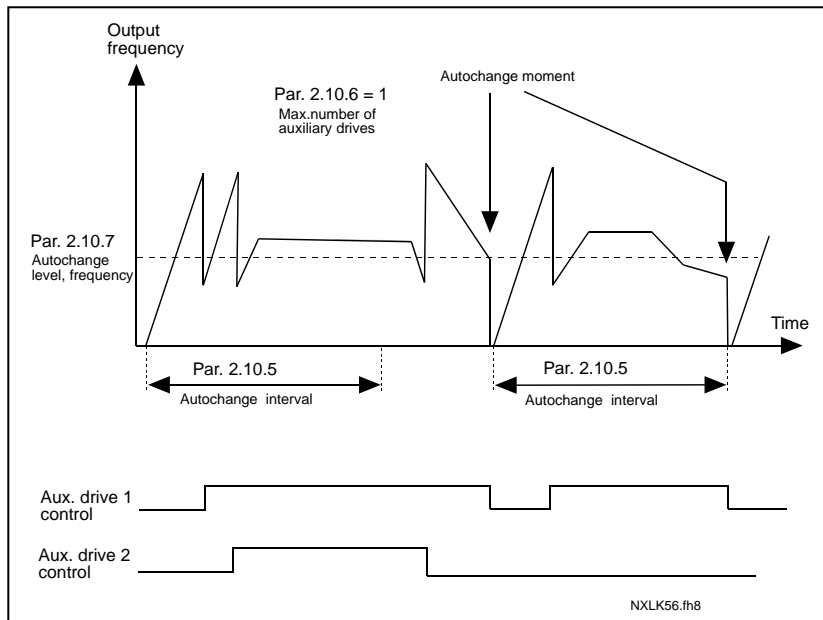 Output
frequency
Autochange moment
Par. 2.10.6 = 1
Max.number of
auxiliary drives
Par. 2.10.7
Autochange
level, frequency
Time
Par. 2.10.5
Autochange interval
Par. 2.10.5
Autochange interval
Aux. drive 1
control
Aux. drive 2
control
NXLK56.fh8